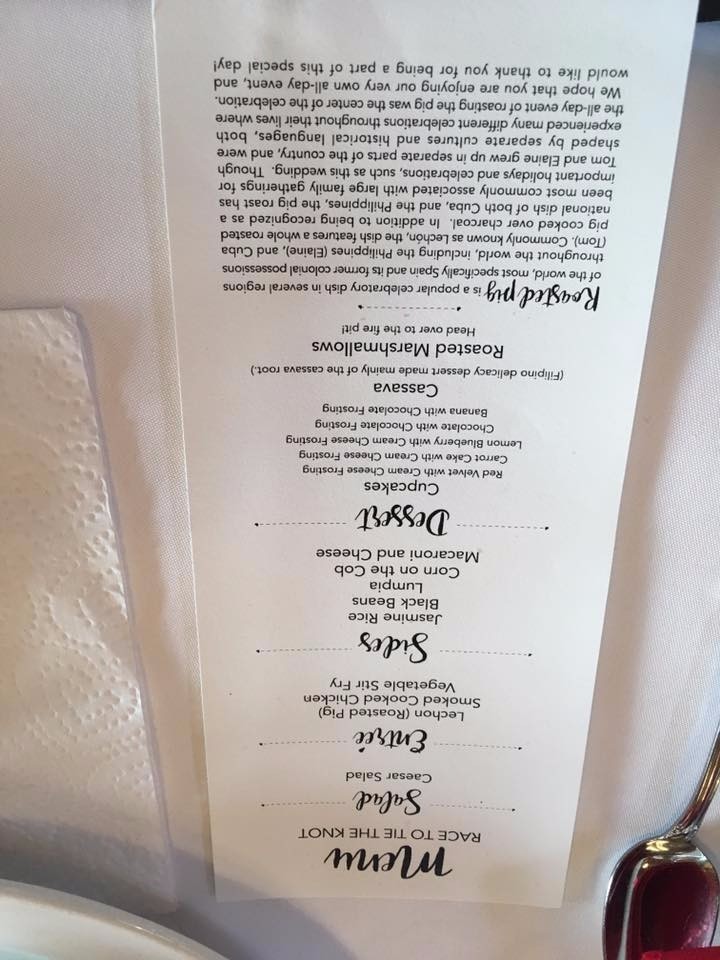 Menu
RACE TO TIE THE KNOT
Salad
Caesar Salad
Entrée
Lechon (Roasted Pig)
Smoked Cooked Chicken
Vegetable Stir Fry
Sides
Jasmine Rice
Black Beans
Lumpia
Corn on the Cob
Macaroni and Cheese
Dessert
Cupcakes
Red Velvet with Cream Cheese Frosting
Carrot Cake with Cream Cheese Frosting
Lemon Blueberry with Cream Cheese Frosting
Chocolate with Chocolate Frosting
Banana with Chocolate Frosting
Cassava
(Filipino delicacy dessert made mainly of the cassava root.)
Roasted Marshmallows
Head over to the fire pit!
Roasted pig is a popular celebratory dish in several regions
of the world, most specifically Spain and its former colonial possessions
throughout the world, including the Philippines (Elaine), and Cuba
(Tom). Commonly known as Lechón, the dish features a whole roasted
pig cooked over charcoal. In addition to being recognized as a
national dish of both Cuba, and the Philippines, the pig roast has
been most commonly associated with large family gatherings for
important holidays and celebrations, such as this wedding. Though
Tom and Elaine grew up in separate parts of the country, and were
shaped by separate cultures and historical languages, both
experienced many different celebrations throughout their lives where
the all-day event of roasting the pig was the center of the celebration.
We hope that you are enjoying our very own all-day event, and
would like to thank you for being a part of this special day!